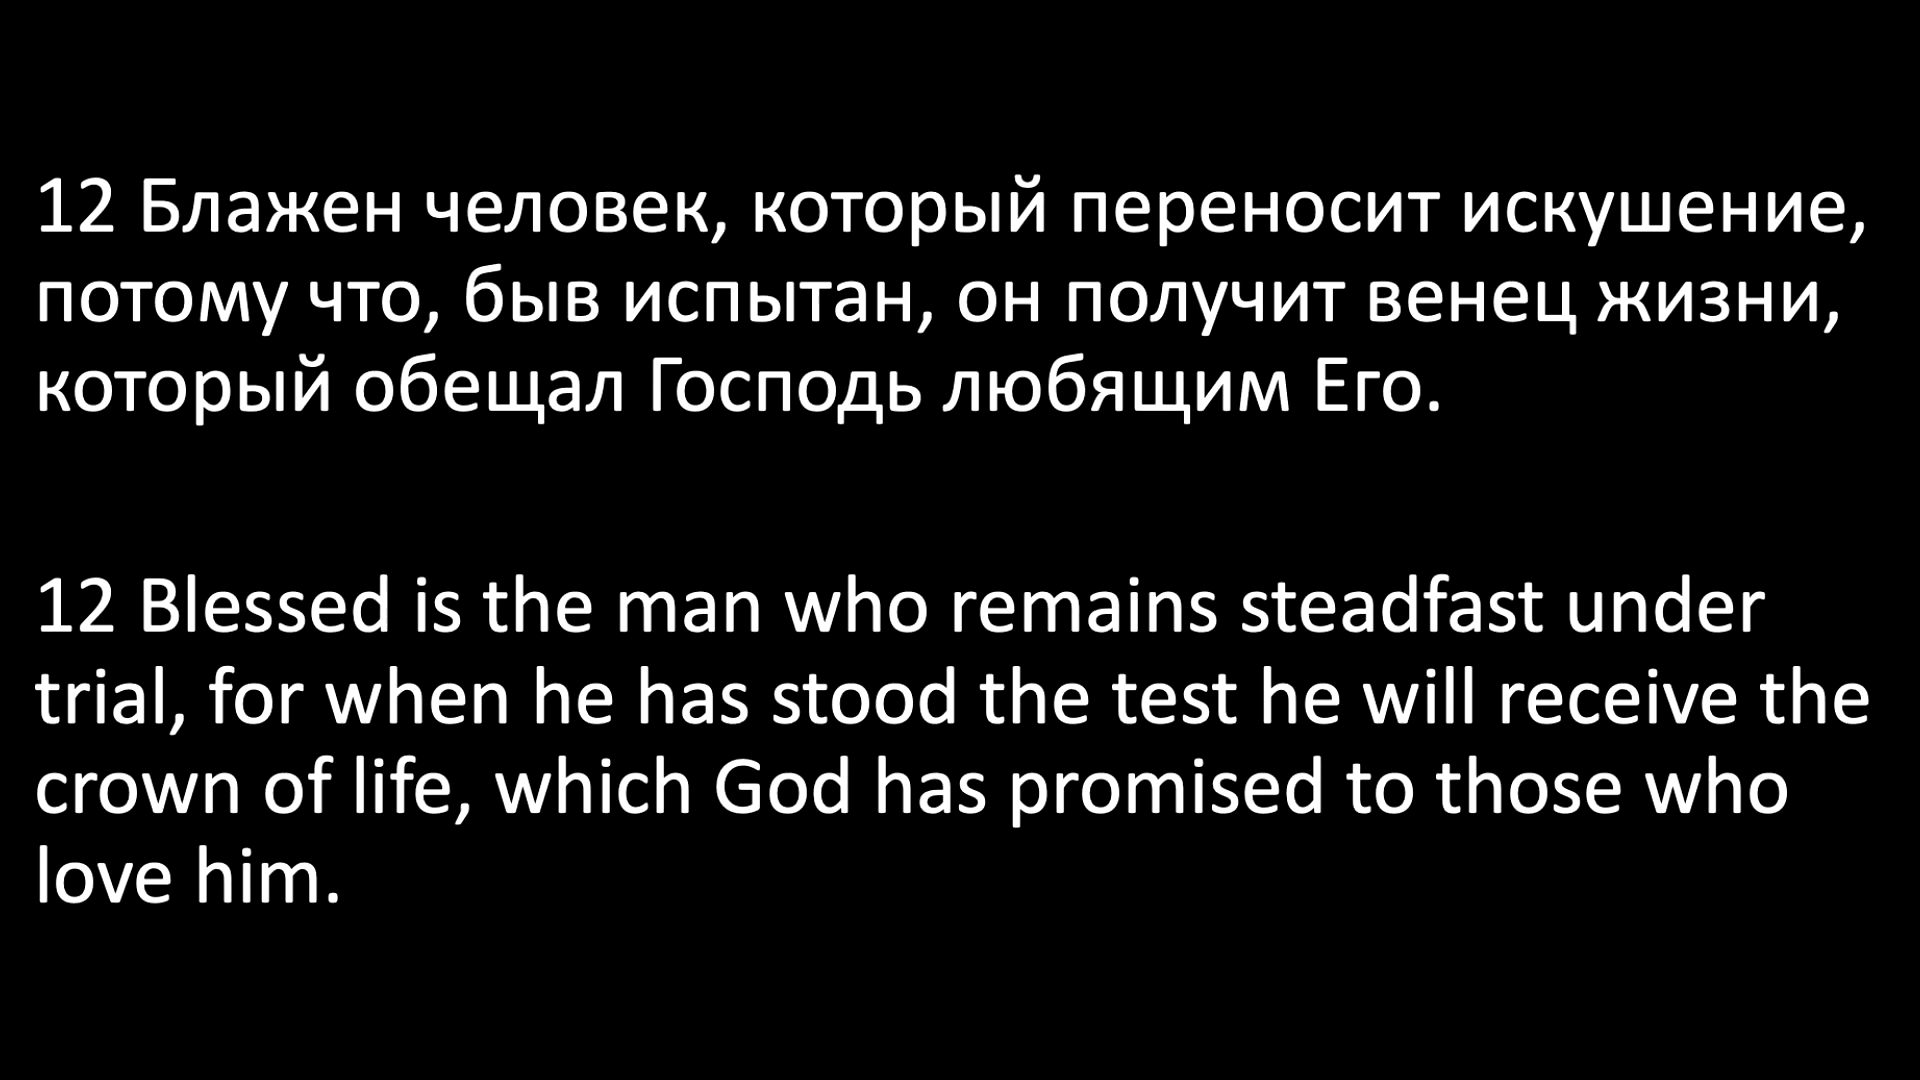 12 Блажен человек, который переносит искушение,
потому что, быв испытан, он получит венец жизни,
который обещал Господь любящим Его.
12 Blessed is the man who remains steadfast under
trial, for when he has stood the test he will receive the
crown of life, which God has promised to those who
love him.